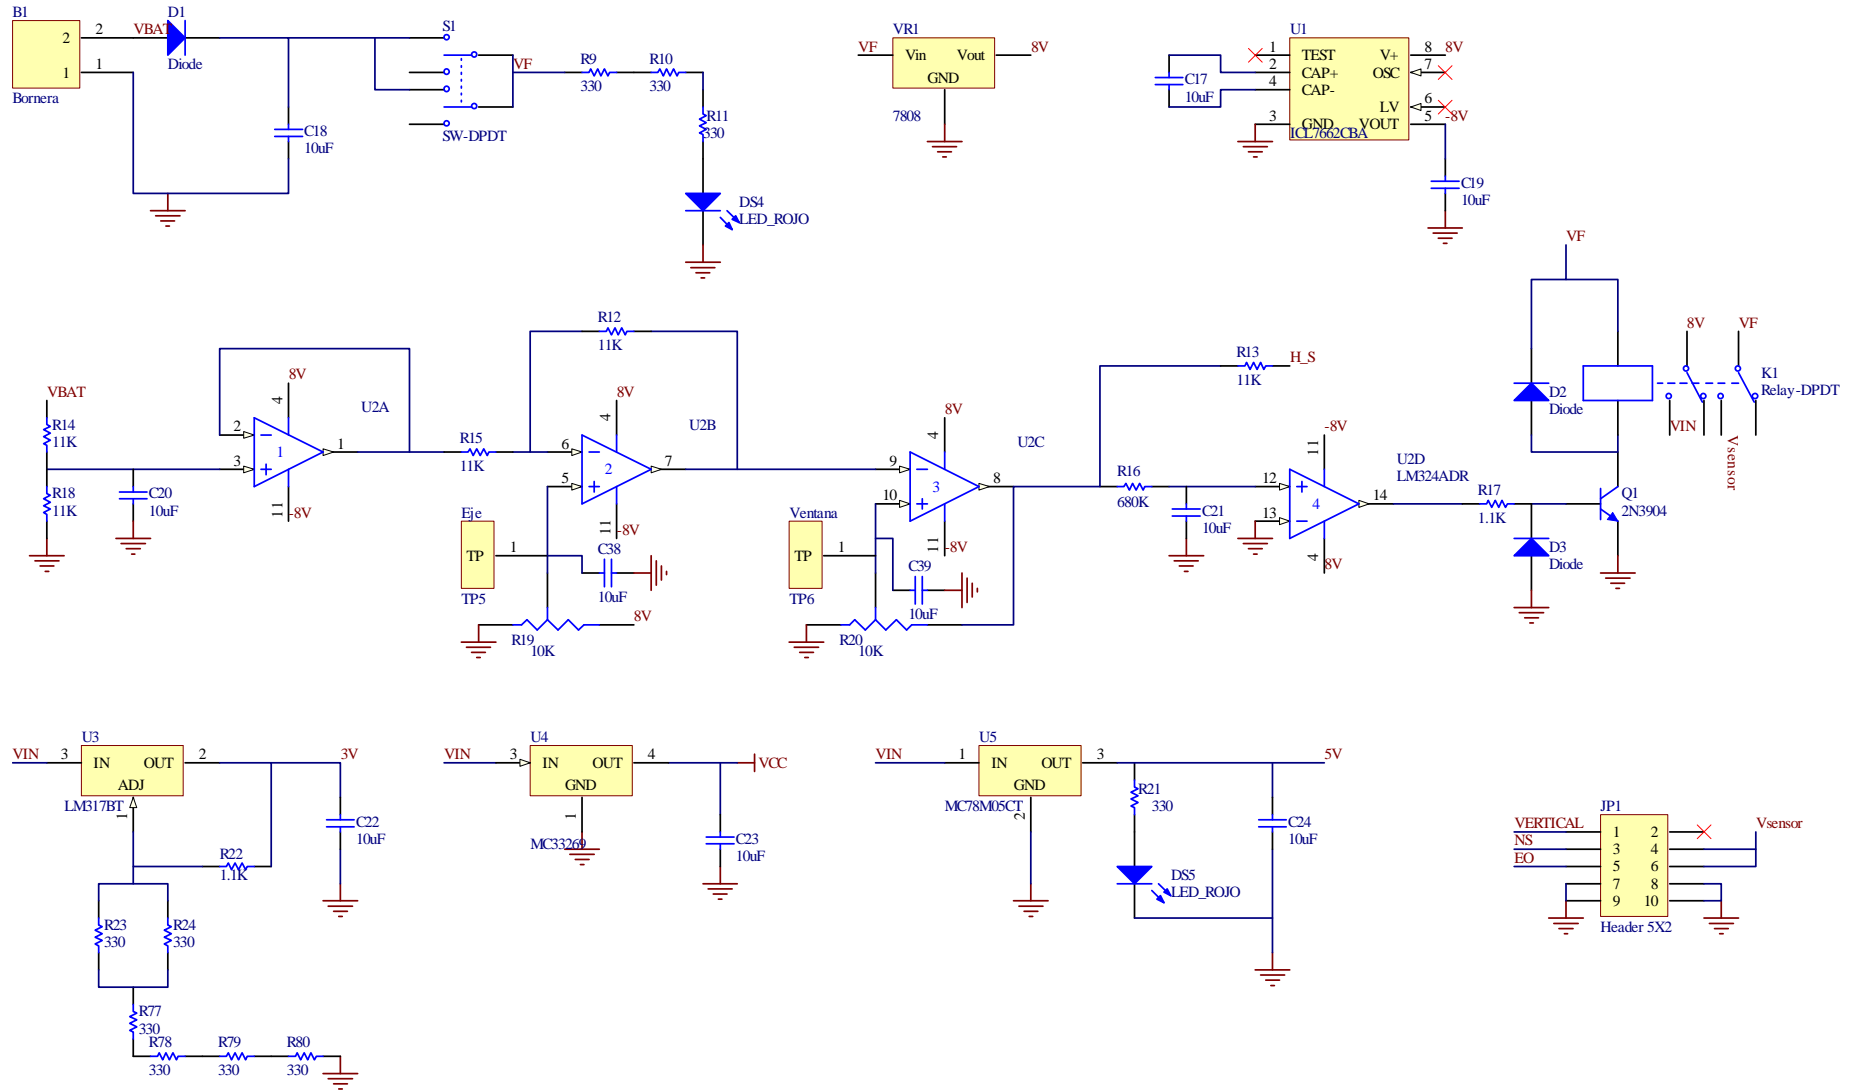 B1
2
1
2
1
Bornera
VBAT
D1
Diode
C18
10uF
S1
SW-DPDT
VF
R9
330
R10
330
R11
330
DS4
LED_ROJO
VR1
VF
Vin
Vout
GND
7808
8V
U1
1
2
4
3
TEST
CAP+
CAP-
GND
V+
OSC
LV
VOUT
8
7
6
5
8V
-8V
ICL7662CBA
C17
10uF
C19
10uF
VBAT
R14
11K
R18
11K
C20
10uF
2
3
1
1
4
11
8V
-8V
U2A
R15
11K
R12
11K
6
5
2
7
4
11
8V
-8V
U2B
Eje
TP
1
TP5
C38
10uF
R19
10K
8V
9
10
3
8
4
11
8V
-8V
U2C
Ventana
TP
1
TP6
C39
10uF
R20
10K
R13
11K
H_S
R16
680K
C21
10uF
12
13
4
14
11
4
-8V
8V
U2D
LM324ADR
R17
1.1K
D3
Diode
Q1
2N3904
D2
Diode
VF
8V
VF
K1
Relay-DPDT
VIN
Vsensor
U3
VIN
3
IN
OUT
ADJ
2
1
LM317BT
3V
C22
10uF
R22
1.1K
R23
330
R24
330
R77
330
R78
330
R79
330
R80
330
U4
VIN
3
IN
OUT
GND
4
1
MC33269
VCC
C23
10uF
U5
VIN
1
IN
OUT
GND
3
2
MC78M05CT
5V
R21
330
DS5
LED_ROJO
C24
10uF
JP1
VERTICAL
NS
EO
1
2
3
4
5
6
7
8
9
10
Vsensor
Header 5X2